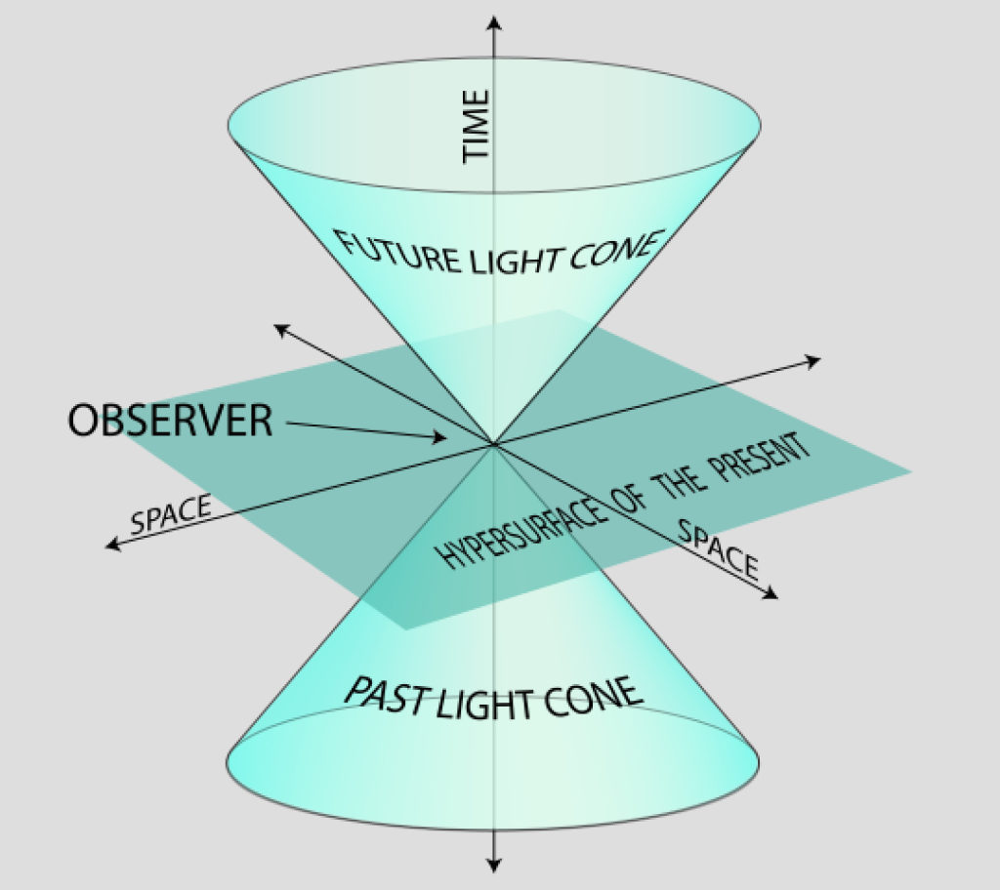 TIME
FUTURE LIGHT CONE
OBSERVER
HYPERSURFACE OF THE PRESENT
SPACE
SPACE
PAST LIGHT CONE